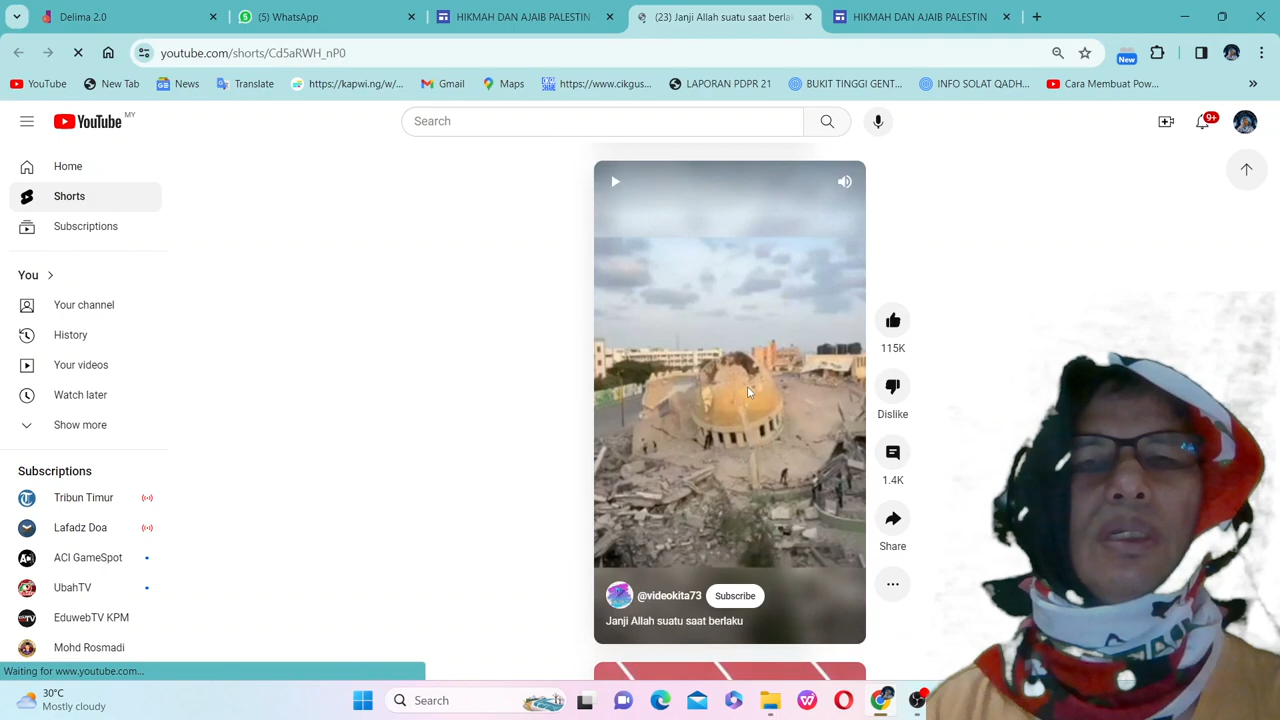 Delima 2.0
(5) WhatsApp
HIKMAH DAN AJAIB PALESTIN
(23) Janji Allah suatu saat berla
HIKMAH DAN AJAIB PALESTIN
youtube.com/shorts/Cd5aRWH_nP0
New
YouTube
New Tab
News
Translate
https://kapwi.ng/w/...
Gmail
Maps
https://www.cikgus...
LAPORAN PDPR 21
BUKIT TINGGI GENT...
INFO SOLAT QADH...
Cara Membuat Pow...
YouTube MY
Search
9+
Home
Shorts
Subscriptions
You
Your channel
History
Your videos
Watch later
Show more
Subscriptions
Tribun Timur
Lafadz Doa
ACI GameSpot
UbahTV
EduwebTV KPM
Mohd Rosmadi
115K
Dislike
1.4K
Share
@videokita73
Subscribe
Janji Allah suatu saat berlaku
Waiting for www.youtube.com...
30°C
Mostly cloudy
Search